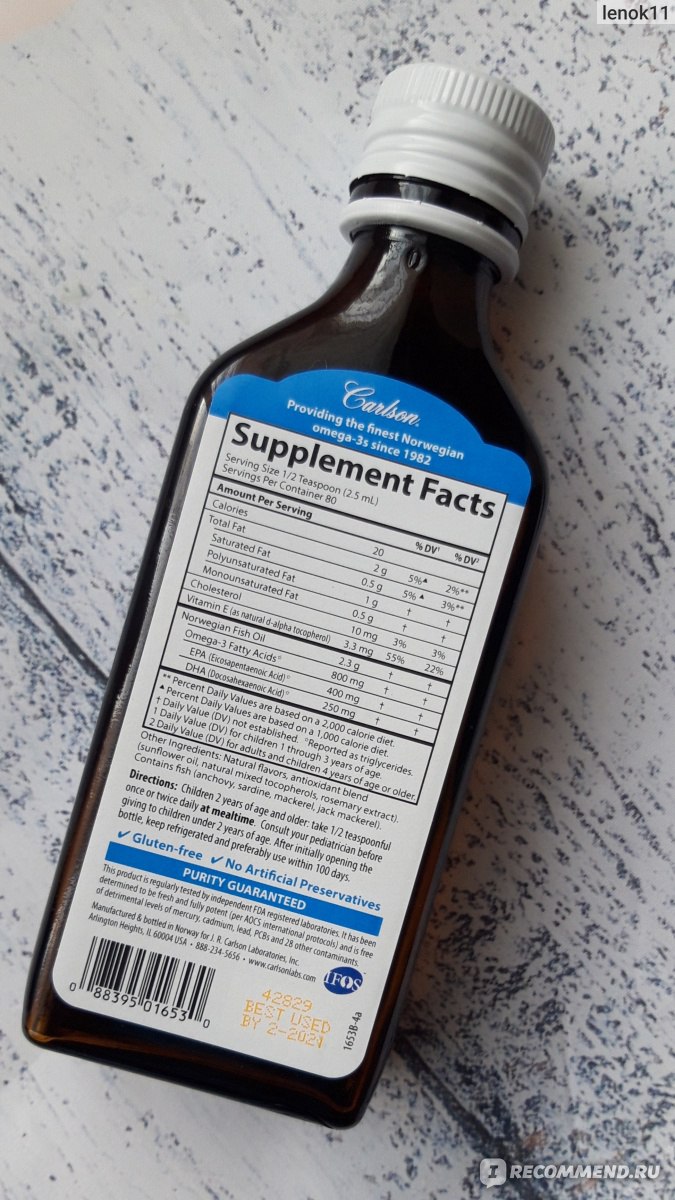 lenok11
Carlson
Providing the finest Norwegian
omega-3s since 1982
Supplement Facts
Serving Size 1/2 Teaspoon (2.5 mL)
Servings Per Container 80
Amount Per Serving %DV¹ %DV²
Calories 20
Total Fat 2 g 5%▲ 2%**
Saturated Fat 0.5 g 5%▲ 3%**
Polyunsaturated Fat 1 g † †
Monounsaturated Fat 0.5 g † †
Cholesterol 10 mg 3% 3%
Vitamin E (as natural d-alpha tocopherol) 3.3 mg 55% 22%
Norwegian Fish Oil 2.3 g † †
Omega-3 Fatty Acids° 800 mg † †
EPA (Eicosapentaenoic Acid)° 400 mg † †
DHA (Docosahexaenoic Acid)° 250 mg † †
** Percent Daily Values are based on a 2,000 calorie diet.
▲ Percent Daily Values are based on a 1,000 calorie diet.
† Daily Value (DV) not established. °Reported as triglycerides.
1 Daily Value (DV) for children 1 through 3 years of age.
2 Daily Value (DV) for adults and children 4 years of age or older.
Other Ingredients: Natural flavors, antioxidant blend
(sunflower oil, natural mixed tocopherols, rosemary extract).
Contains fish (anchovy, sardine, mackerel, jack mackerel).
Directions: Children 2 years of age and older: take 1/2 teaspoonful
once or twice daily at mealtime. Consult your pediatrician before
giving to children under 2 years of age. After initially opening the
bottle, keep refrigerated and preferably use within 100 days.
✓ Gluten-free ✓ No Artificial Preservatives
PURITY GUARANTEED
This product is regularly tested by independent FDA registered laboratories. It has been
determined to be fresh and fully potent (per AOCS international protocols) and is free
of detrimental levels of mercury, cadmium, lead, PCBs and 28 other contaminants.
Manufactured & bottled in Norway for J. R. Carlson Laboratories, Inc.
Arlington Heights, IL 60004 USA • 888-234-5656 • www.carlsonlabs.com
IFOS
0 88395 01653 0
42829
BEST USED
BY 2-2021
1653B-4a
IRECOMMEND.RU